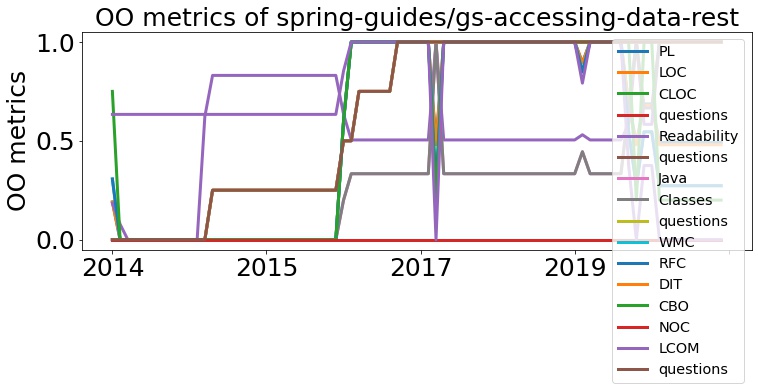 OO metrics of spring-guides/gs-accessing-data-rest
OO metrics
1.0
0.5
0.0
2014
2015
2017
2019
PL
LOC
CLOC
questions
Readability
questions
Java
Classes
questions
WMC
RFC
DIT
CBO
NOC
LCOM
questions